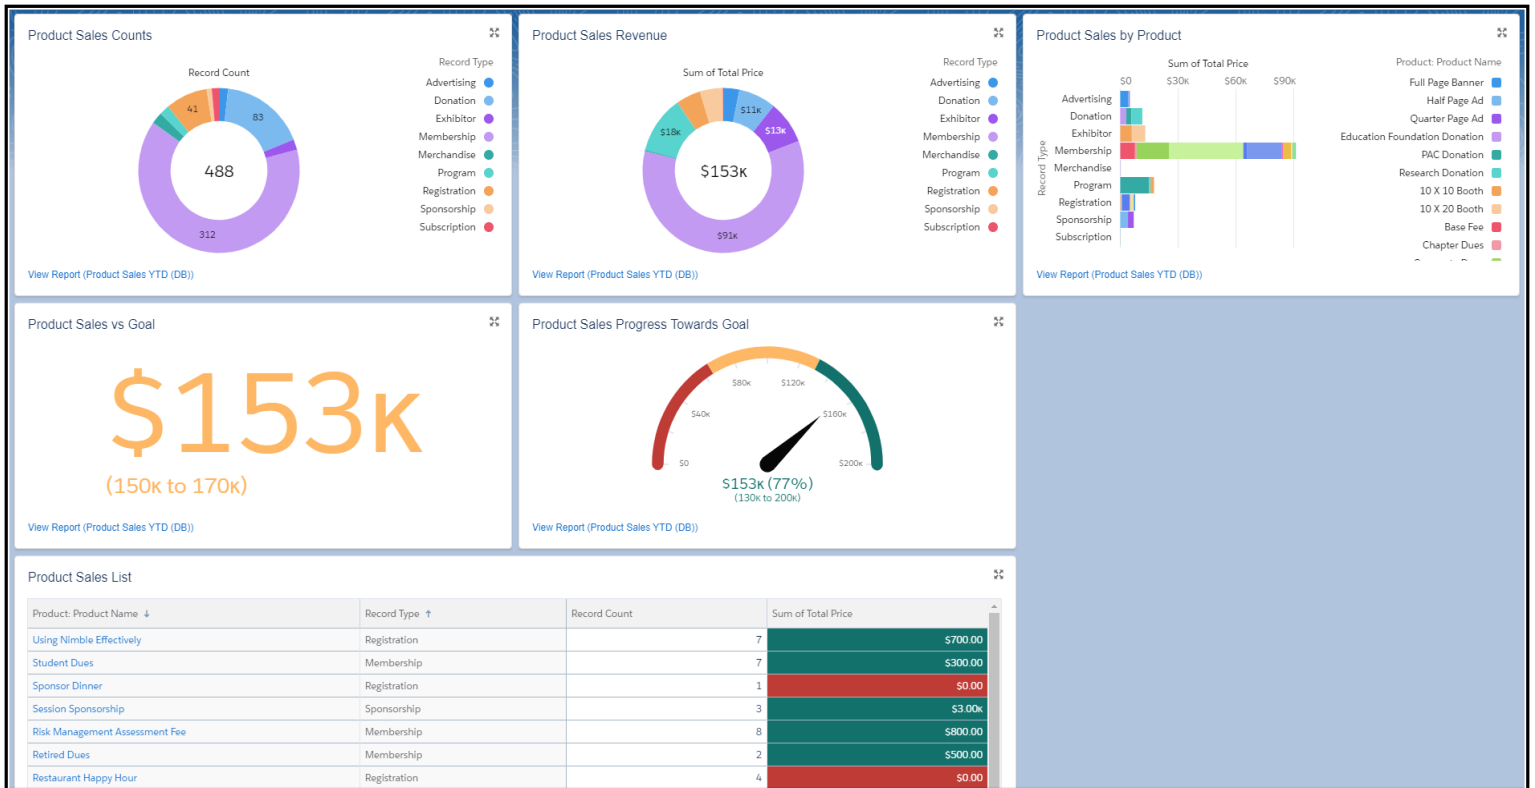 Product Sales Counts
Record Count
Record Type
Advertising
Donation
Exhibitor
Membership
Merchandise
Program
Registration
Sponsorship
Subscription
41
83
488
312
View Report (Product Sales YTD (DB))
Product Sales Revenue
Sum of Total Price
Record Type
Advertising
Donation
Exhibitor
Membership
Merchandise
Program
Registration
Sponsorship
Subscription
$11K
$13K
$18K
$153K
$91K
View Report (Product Sales YTD (DB))
Product Sales by Product
Sum of Total Price
$0 $30K $60K $90K
Record Type
Advertising
Donation
Exhibitor
Membership
Merchandise
Program
Registration
Sponsorship
Subscription
Product: Product Name
Full Page Banner
Half Page Ad
Quarter Page Ad
Education Foundation Donation
PAC Donation
Research Donation
10 X 10 Booth
10 X 20 Booth
Base Fee
Chapter Dues
View Report (Product Sales YTD (DB))
Product Sales vs Goal
$153K
(150K to 170K)
View Report (Product Sales YTD (DB))
Product Sales Progress Towards Goal
$0
$40K
$80K
$120K
$160K
$200K
$153K (77%)
(130K to 200K)
View Report (Product Sales YTD (DB))
Product Sales List
Product: Product Name ↓ Record Type ↑ Record Count Sum of Total Price
Using Nimble Effectively Registration 7 $700.00
Student Dues Membership 7 $300.00
Sponsor Dinner Registration 1 $0.00
Session Sponsorship Sponsorship 3 $3.00K
Risk Management Assessment Fee Membership 8 $800.00
Retired Dues Membership 2 $500.00
Restaurant Happy Hour Registration 4 $0.00